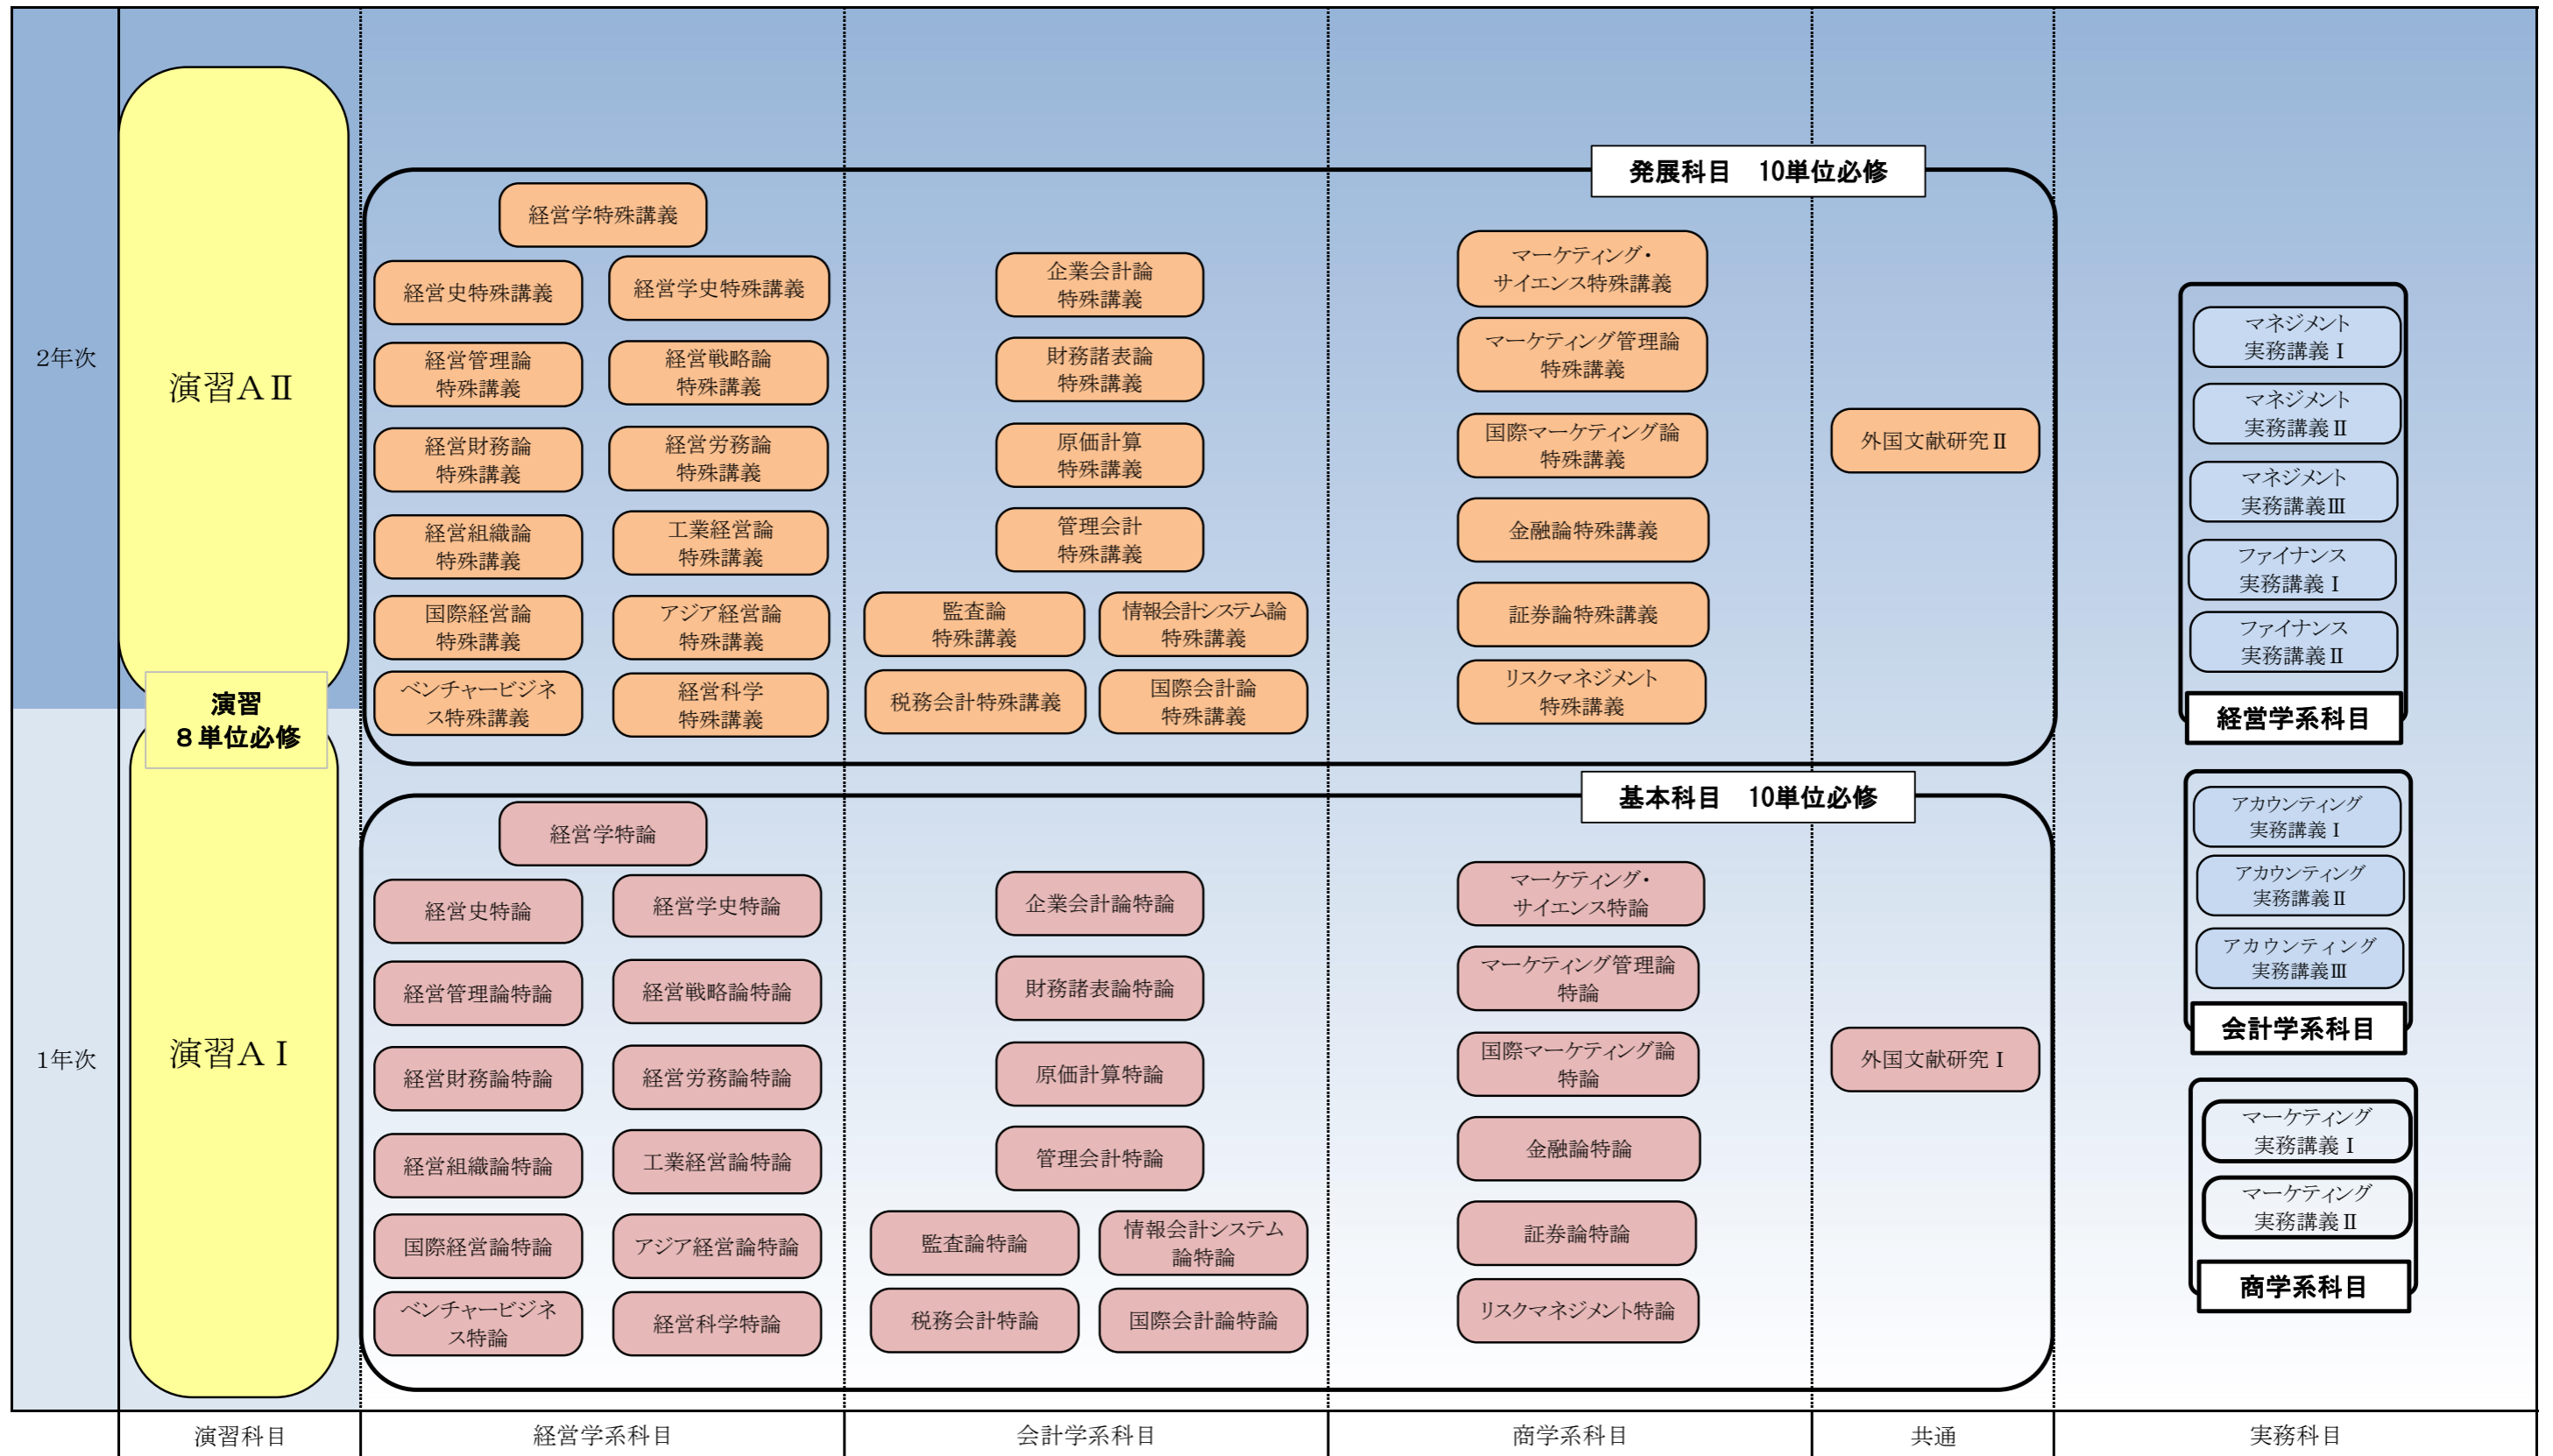 2年次
演習AⅡ
演習
８単位必修
1年次
演習AⅠ
発展科目　10単位必修
経営学特殊講義
経営史特殊講義
経営学史特殊講義
経営管理論
特殊講義
経営戦略論
特殊講義
経営財務論
特殊講義
経営労務論
特殊講義
経営組織論
特殊講義
工業経営論
特殊講義
国際経営論
特殊講義
アジア経営論
特殊講義
ベンチャービジネ
ス特殊講義
経営科学
特殊講義
企業会計論
特殊講義
財務諸表論
特殊講義
原価計算
特殊講義
管理会計
特殊講義
監査論
特殊講義
情報会計システム論
特殊講義
税務会計特殊講義
国際会計論
特殊講義
マーケティング・
サイエンス特殊講義
マーケティング管理論
特殊講義
国際マーケティング論
特殊講義
金融論特殊講義
証券論特殊講義
リスクマネジメント
特殊講義
外国文献研究Ⅱ
基本科目　10単位必修
経営学特論
経営史特論
経営学史特論
経営管理論特論
経営戦略論特論
経営財務論特論
経営労務論特論
経営組織論特論
工業経営論特論
国際経営論特論
アジア経営論特論
ベンチャービジネ
ス特論
経営科学特論
企業会計論特論
財務諸表論特論
原価計算特論
管理会計特論
監査論特論
情報会計システム
論特論
税務会計特論
国際会計論特論
マーケティング・
サイエンス特論
マーケティング管理論
特論
国際マーケティング論
特論
金融論特論
証券論特論
リスクマネジメント特論
外国文献研究Ⅰ
マネジメント
実務講義Ⅰ
マネジメント
実務講義Ⅱ
マネジメント
実務講義Ⅲ
ファイナンス
実務講義Ⅰ
ファイナンス
実務講義Ⅱ
経営学系科目
アカウンティング
実務講義Ⅰ
アカウンティング
実務講義Ⅱ
アカウンティング
実務講義Ⅲ
会計学系科目
マーケティング
実務講義Ⅰ
マーケティング
実務講義Ⅱ
商学系科目
演習科目
経営学系科目
会計学系科目
商学系科目
共通
実務科目